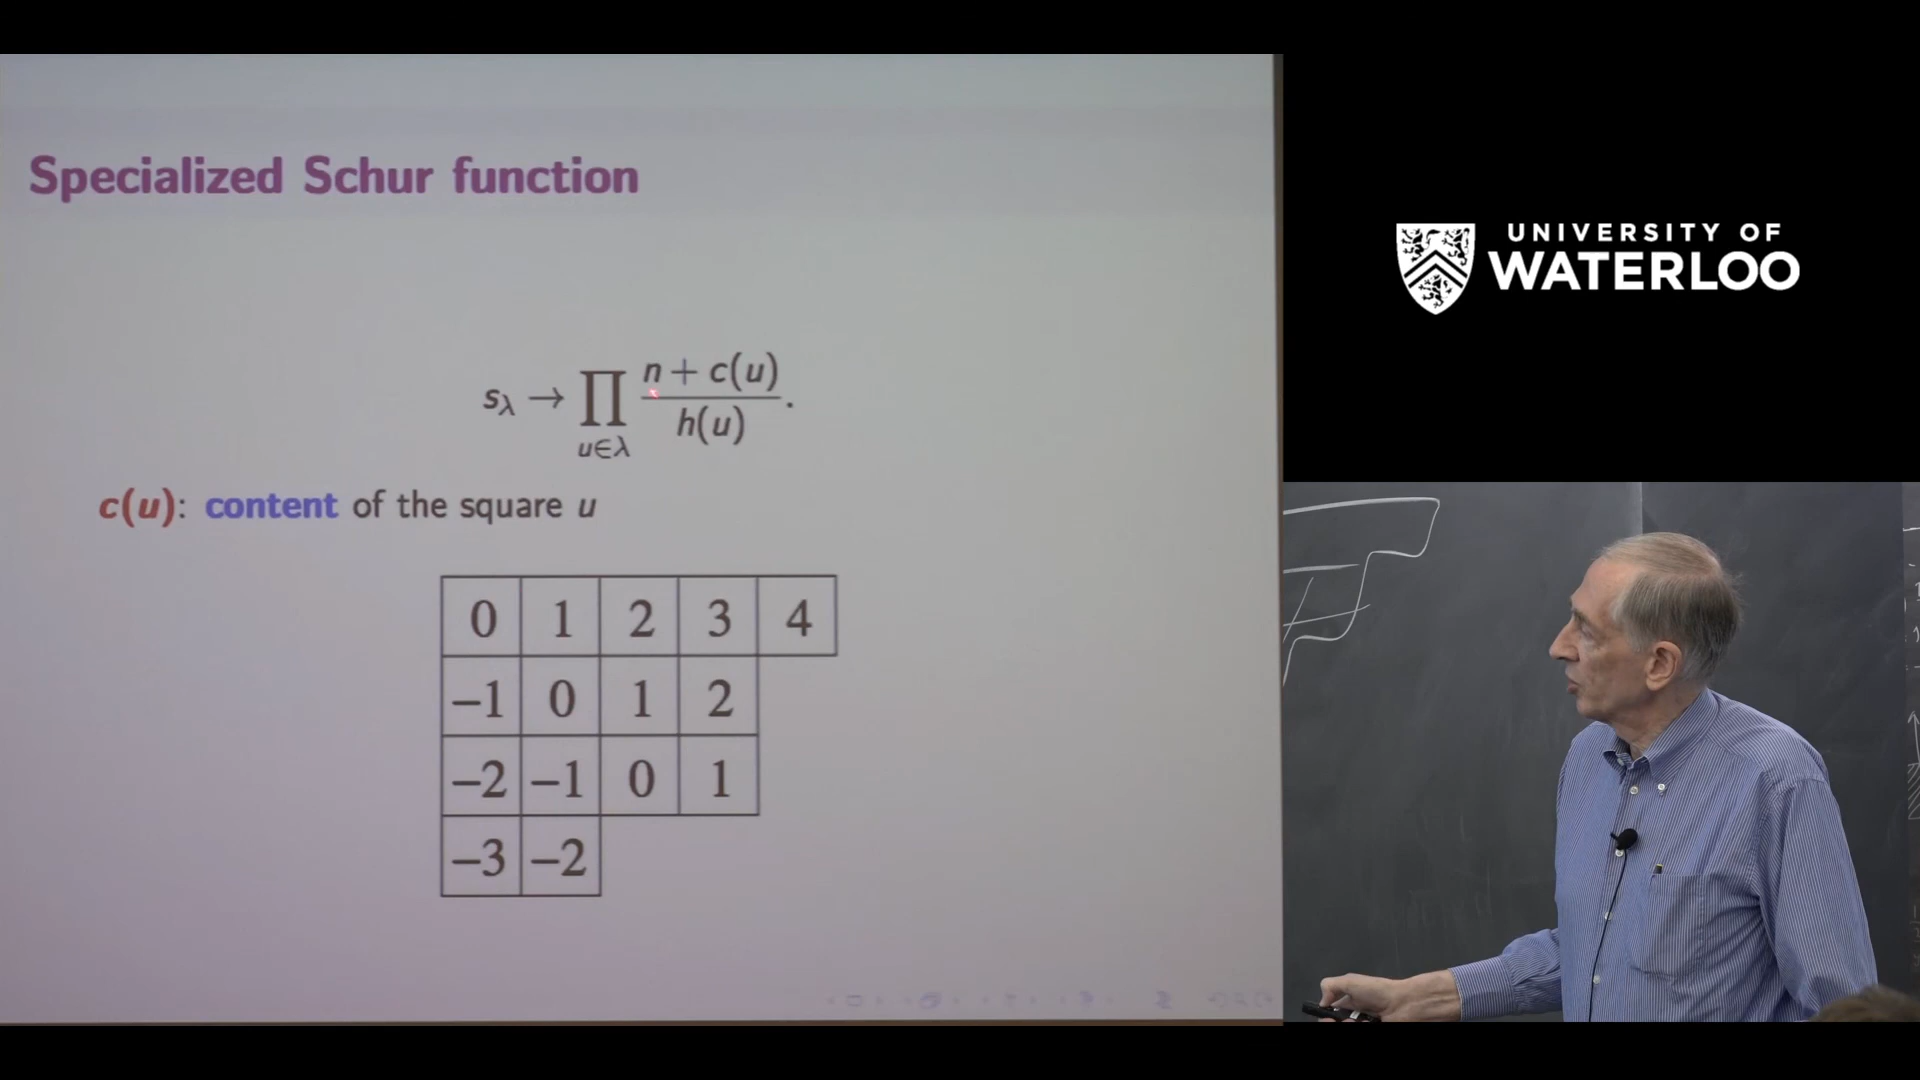 Specialized Schur function
s_λ → ∏_{u∈λ} \frac{n + c(u)}{h(u)}.
c(u): content of the square u
0 1 2 3 4
−1 0 1 2
−2 −1 0 1
−3 −2
UNIVERSITY OF
WATERLOO